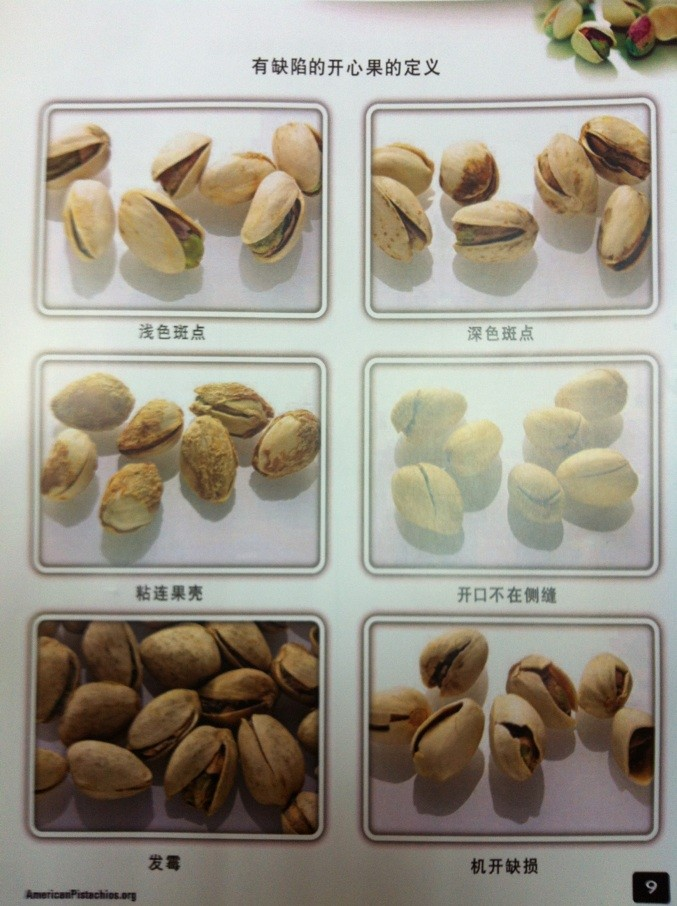 有缺陷的开心果的定义
浅色斑点
深色斑点
粘连果壳
开口不在侧缝
发霉
机开缺损
AmericanPistachios.org
9